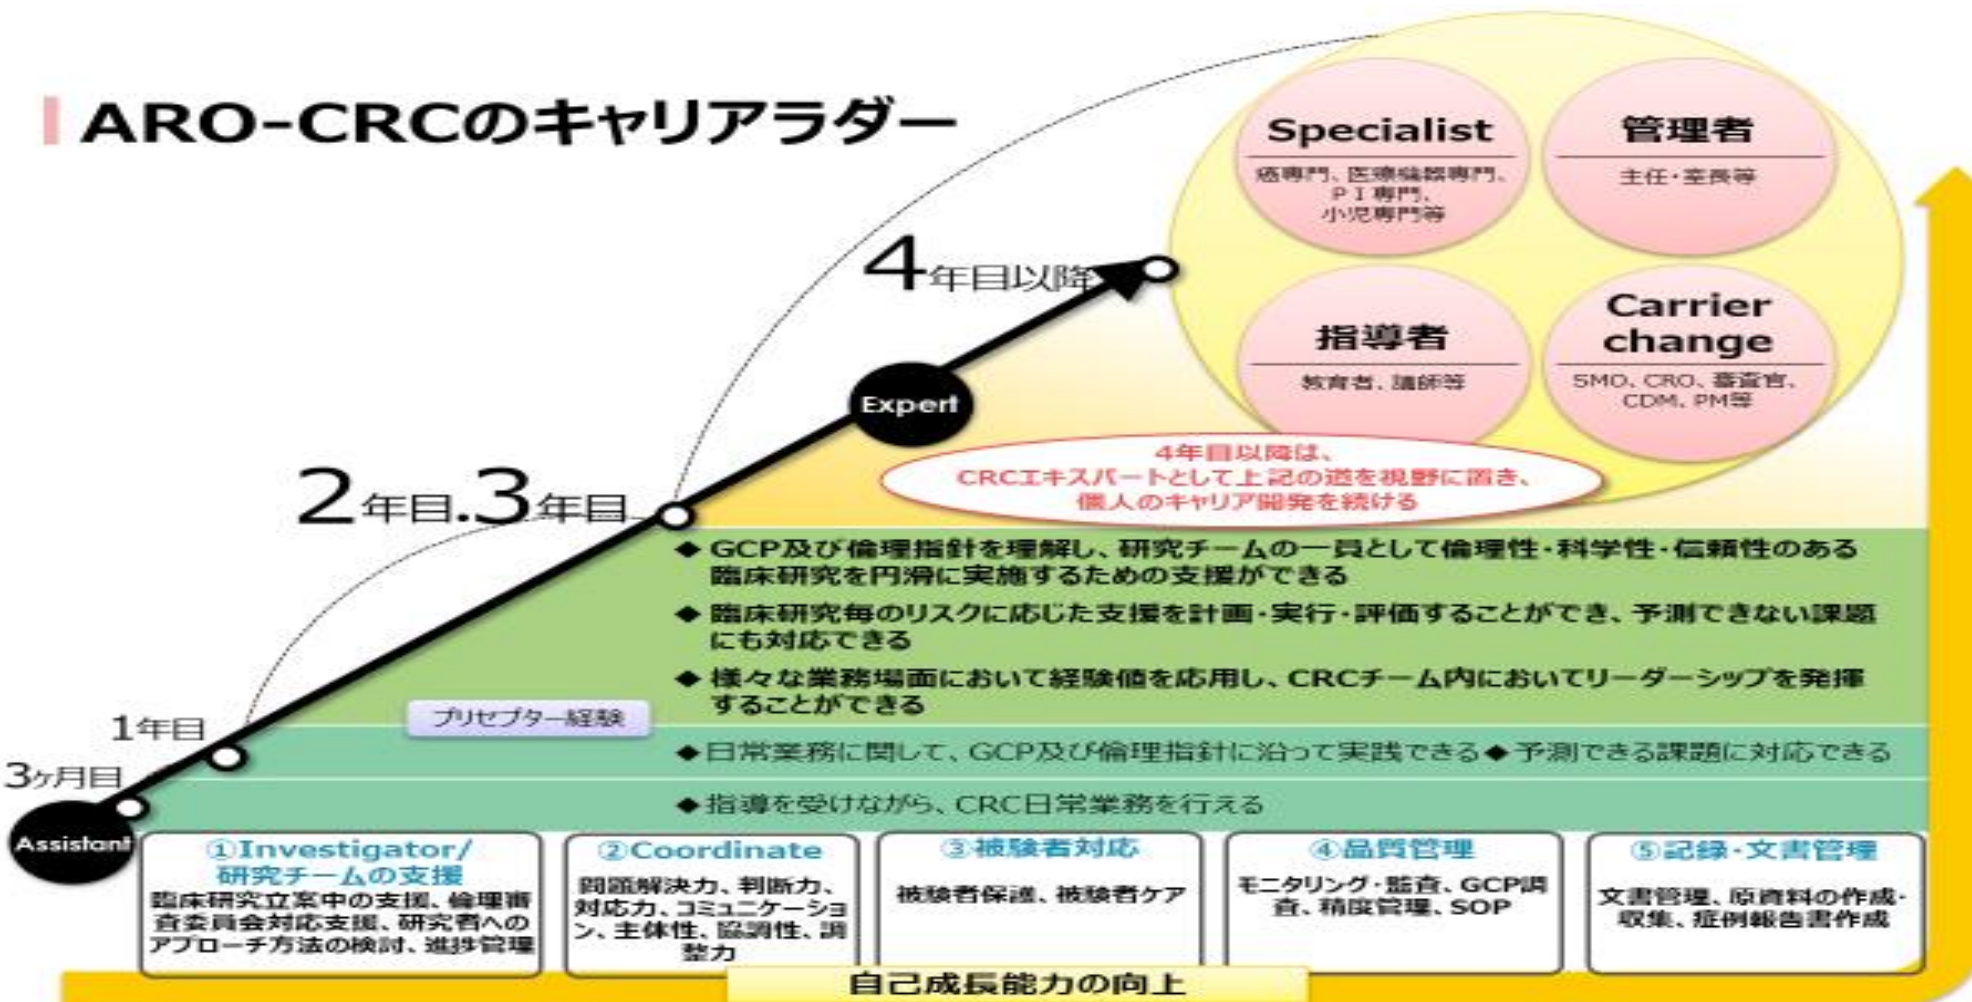 ARO-CRCのキャリアラダー
Specialist
癌専門、医療機器専門、
PI専門、
小児専門等
管理者
主任・室長等
指導者
教育者、講師等
Carrier
change
SMO、CRO、審査官、
CDM、PM等
4年目以降
Expert
4年目以降は、
CRCエキスパートとして上記の道を視野に置き、
個人のキャリア開発を続ける
2年目.3年目
◆GCP及び倫理指針を理解し、研究チームの一員として倫理性・科学性・信頼性のある
臨床研究を円滑に実施するための支援ができる
◆臨床研究毎のリスクに応じた支援を計画・実行・評価することができ、予測できない課題
にも対応できる
◆様々な業務場面において経験値を応用し、CRCチーム内においてリーダーシップを発揮
することができる
プリセプター経験
1年目
◆日常業務に関して、GCP及び倫理指針に沿って実践できる◆予測できる課題に対応できる
3ヶ月目
◆指導を受けながら、CRC日常業務を行える
Assistant
①Investigator/
研究チームの支援
臨床研究立案中の支援、倫理審
査委員会対応支援、研究者への
アプローチ方法の検討、進捗管理
②Coordinate
問題解決力、判断力、
対応力、コミュニケーショ
ン、主体性、協調性、調
整力
③被験者対応
被験者保護、被験者ケア
④品質管理
モニタリング・監査、GCP調
査、精度管理、SOP
⑤記録・文書管理
文書管理、原資料の作成・
収集、症例報告書作成
自己成長能力の向上